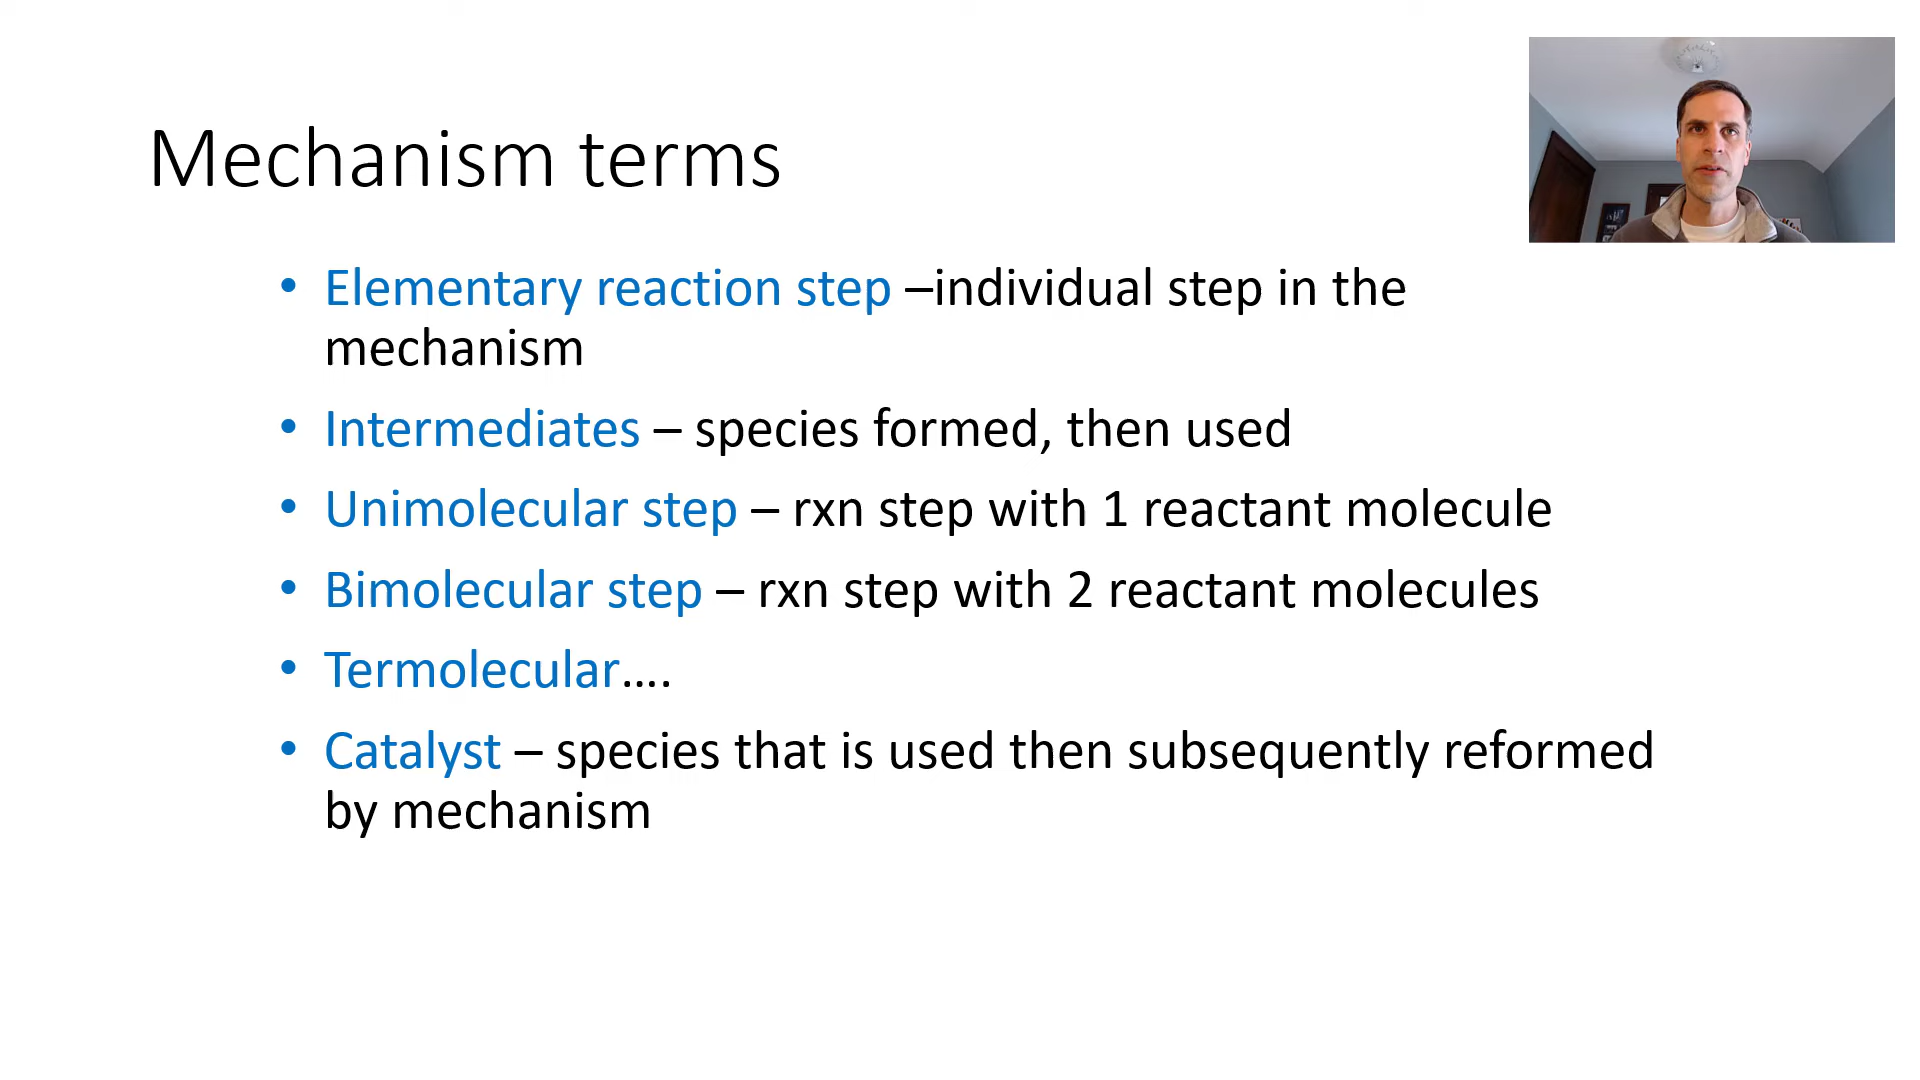 Mechanism terms
• Elementary reaction step –individual step in the
mechanism
• Intermediates – species formed, then used
• Unimolecular step – rxn step with 1 reactant molecule
• Bimolecular step – rxn step with 2 reactant molecules
• Termolecular....
• Catalyst – species that is used then subsequently reformed
by mechanism